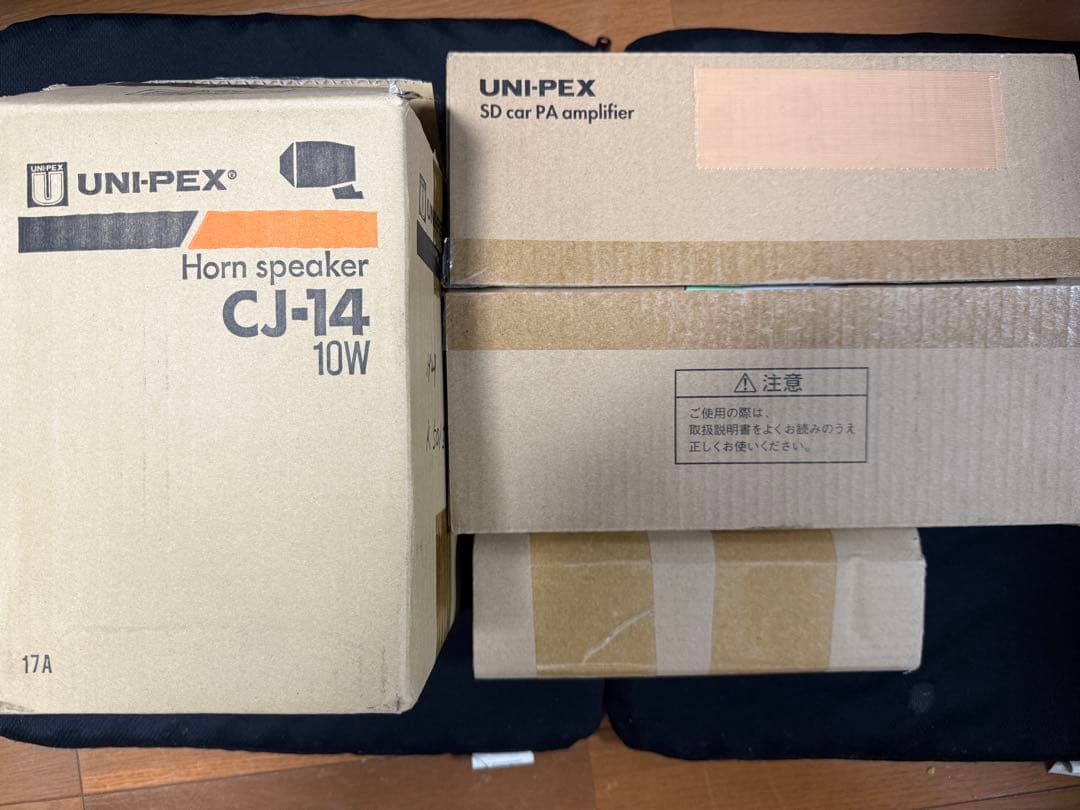 UNI-PEX
UNI-PEX®
Horn speaker
CJ-14
10W
17A
UNI-PEX
SD car PA amplifier
注意
ご使用の際は、
取扱説明書をよくお読みのうえ
正しくお使いください。